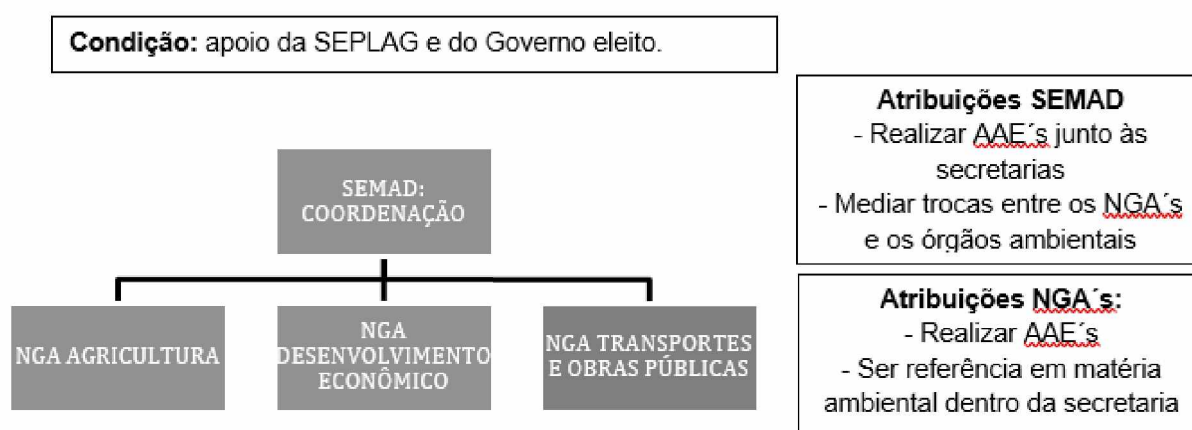 Condição: apoio da SEPLAG e do Governo eleito.
Atribuições SEMAD
- Realizar AAE´s junto às
secretarias
- Mediar trocas entre os NGA´s
e os órgãos ambientais
SEMAD:
COORDENAÇÃO
NGA AGRICULTURA
NGA
DESENVOLVIMENTO
ECONÔMICO
NGA TRANSPORTES
E OBRAS PÚBLICAS
Atribuições NGA´s:
- Realizar AAE´s
- Ser referência em matéria
ambiental dentro da secretaria